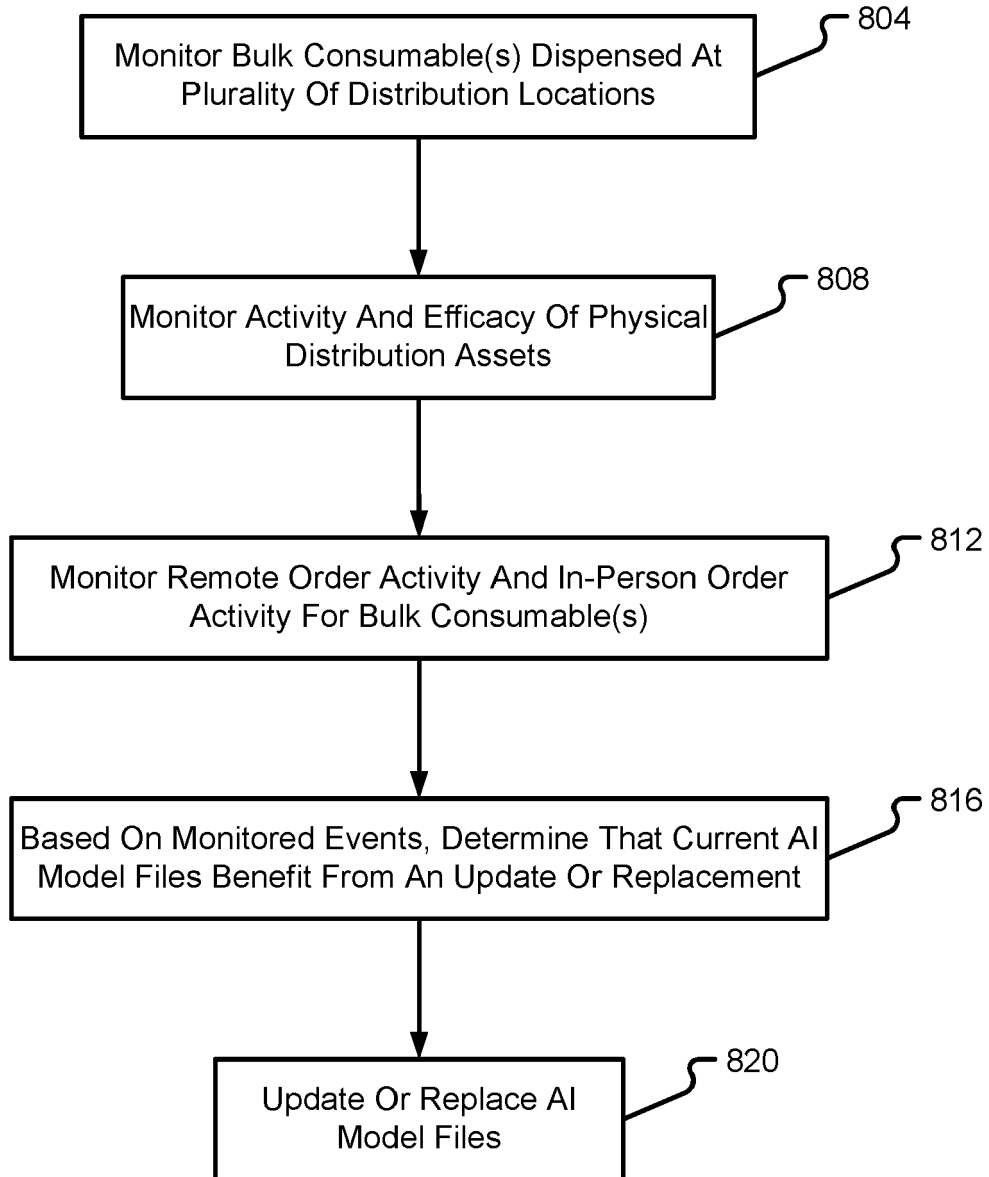 804
Monitor Bulk Consumable(s) Dispensed At
Plurality Of Distribution Locations
808
Monitor Activity And Efficacy Of Physical
Distribution Assets
812
Monitor Remote Order Activity And In-Person Order
Activity For Bulk Consumable(s)
816
Based On Monitored Events, Determine That Current AI
Model Files Benefit From An Update Or Replacement
820
Update Or Replace AI
Model Files